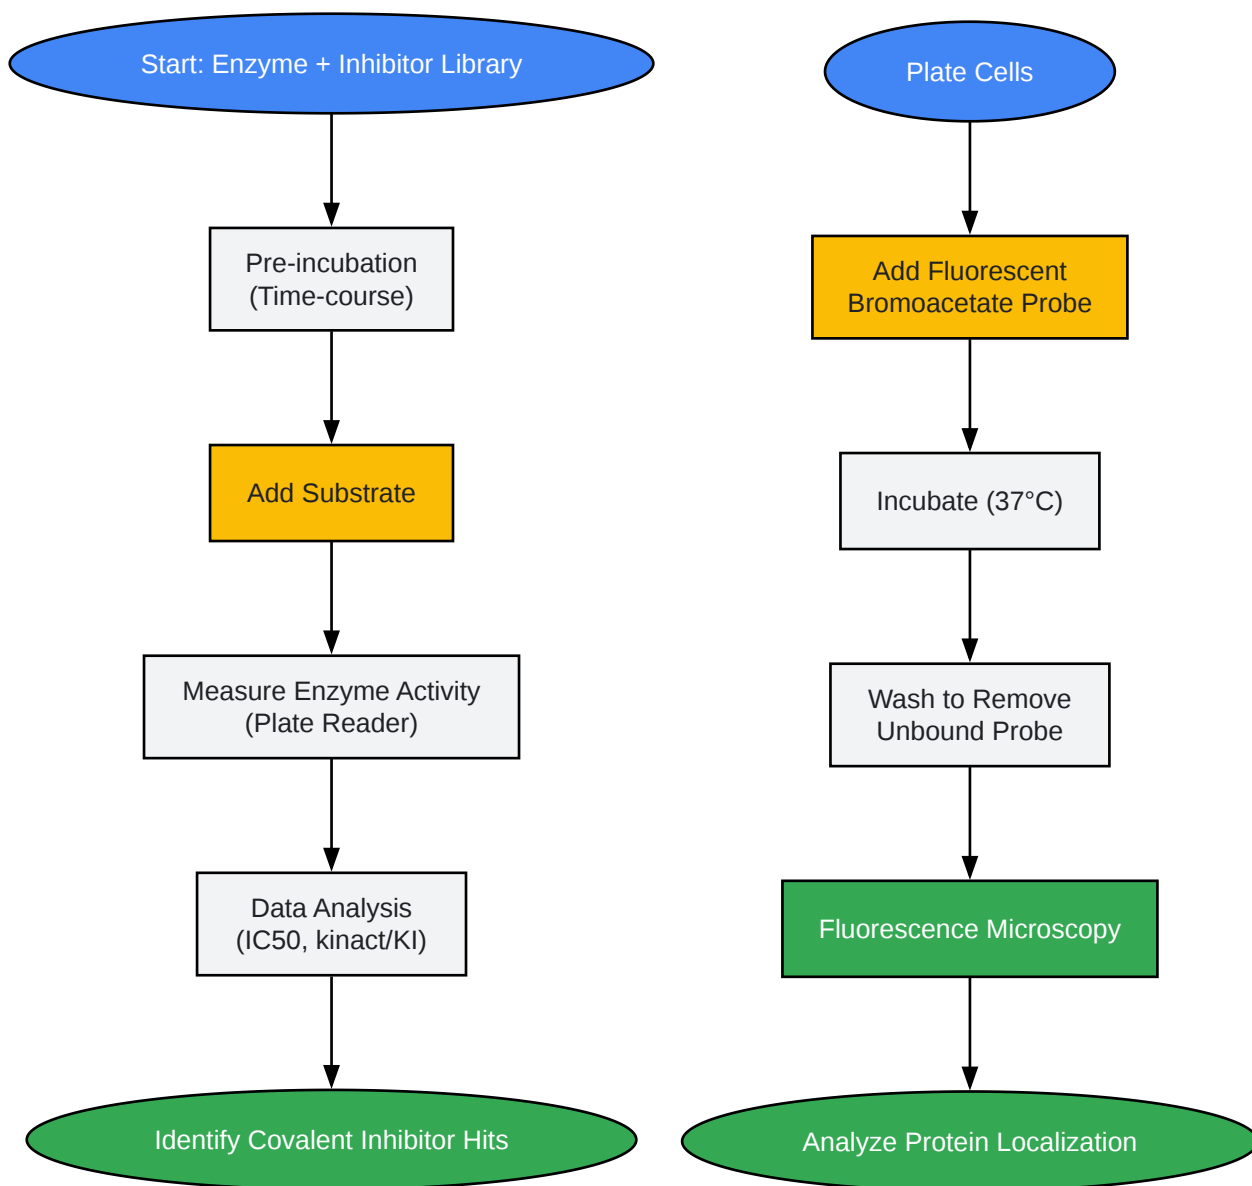 Start: Enzyme + Inhibitor Library
Pre-incubation
(Time-course)
Add Substrate
Measure Enzyme Activity
(Plate Reader)
Data Analysis
(IC50, kinact/KI)
Identify Covalent Inhibitor Hits
Plate Cells
Add Fluorescent
Bromoacetate Probe
Incubate (37°C)
Wash to Remove
Unbound Probe
Fluorescence Microscopy
Analyze Protein Localization